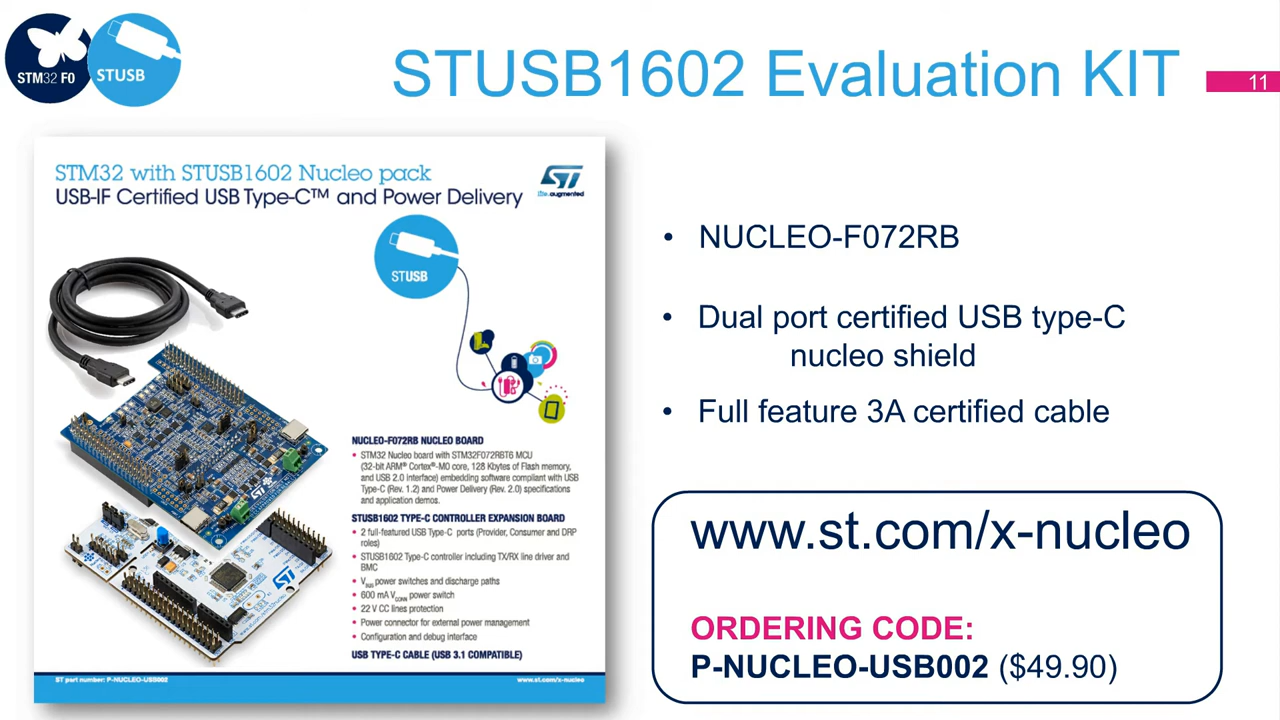 STM32 F0
STUSB
STUSB1602 Evaluation KIT
11
STM32 with STUSB1602 Nucleo pack
USB-IF Certified USB Type-C™ and Power Delivery
ST
life.augmented
STUSB
NUCLEO-F072RB NUCLEO BOARD
• STM32 Nucleo board with STM32F072RBT6 MCU
(32-bit ARM® Cortex®-M0 core, 128 Kbytes of Flash memory,
and USB 2.0 interface) embedding software compliant with USB
Type-C (Rev. 1.2) and Power Delivery (Rev. 2.0) specifications
and application demos.
STUSB1602 TYPE-C CONTROLLER EXPANSION BOARD
• 2 full-featured USB Type-C ports (Provider, Consumer and DRP
roles)
• STUSB1602 Type-C controller including TX/RX line driver and
BMC
• VBUS power switches and discharge paths
• 600 mA VCONN power switch
• 22 V CC lines protection
• Power connector for external power management
• Configuration and debug interface
USB TYPE-C CABLE (USB 3.1 COMPATIBLE)
ST part number: P-NUCLEO-USB002
www.st.com/x-nucleo
• NUCLEO-F072RB
• Dual port certified USB type-C
nucleo shield
• Full feature 3A certified cable
www.st.com/x-nucleo
ORDERING CODE:
P-NUCLEO-USB002 ($49.90)